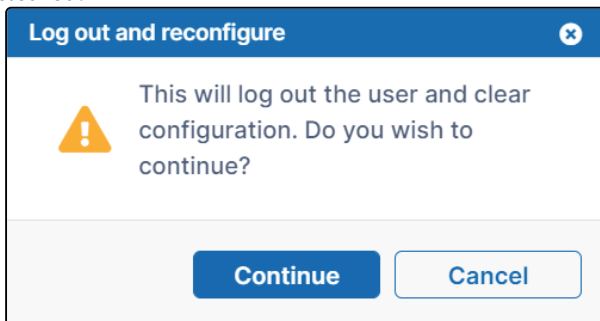 Log out and reconfigure
This will log out the user and clear
configuration. Do you wish to
continue?
Continue
Cancel